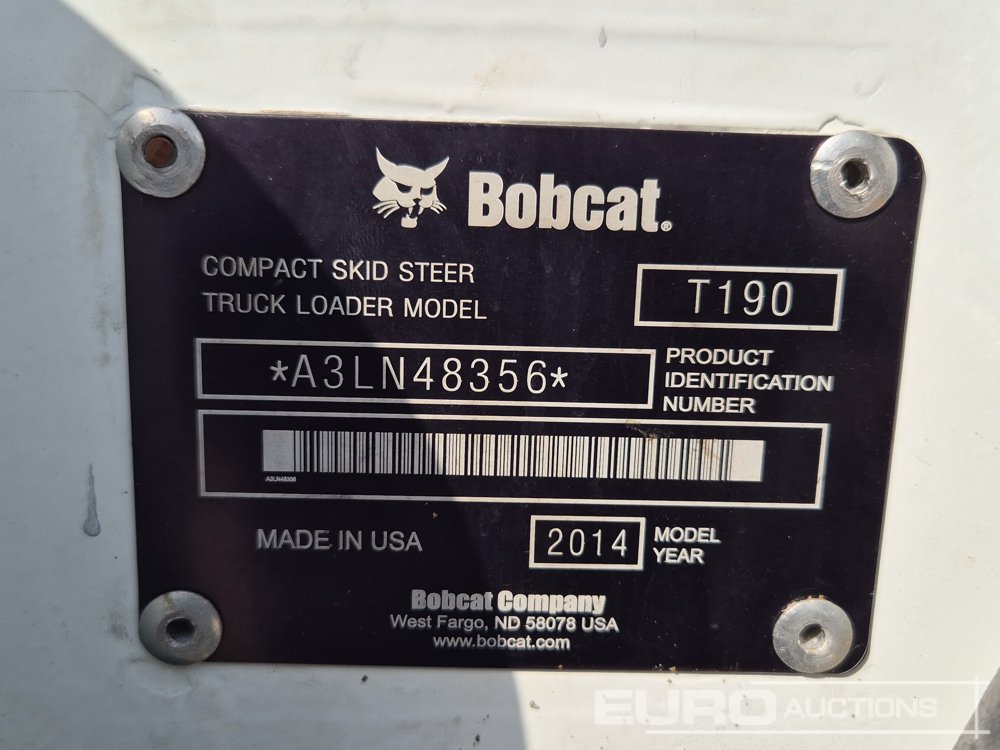 Bobcat®
COMPACT SKID STEER
TRUCK LOADER MODEL
T190
*A3LN48356*
PRODUCT
IDENTIFICATION
NUMBER
A3LN48356
MADE IN USA
2014
MODEL
YEAR
Bobcat Company
West Fargo, ND 58078 USA
www.bobcat.com
EURO AUCTIONS